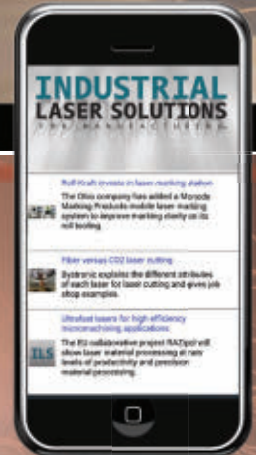 INDUSTRIAL
LASER SOLUTIONS
FOR MANUFACTURING
Roll-Kraft invests in laser marking station
The Ohio company has added a Monode
Marking Products mobile laser marking
system to improve marking clarity on its
roll tooling.
Fiber versus CO2 laser cutting
Bystronic explains the different attributes
of each laser for laser cutting and gives job
shop examples.
Ultrafast lasers for high efficiency
micromachining applications
ILS
The EU collaborative project RAZipol will
show laser material processing at new
levels of productivity and precision
material processing.